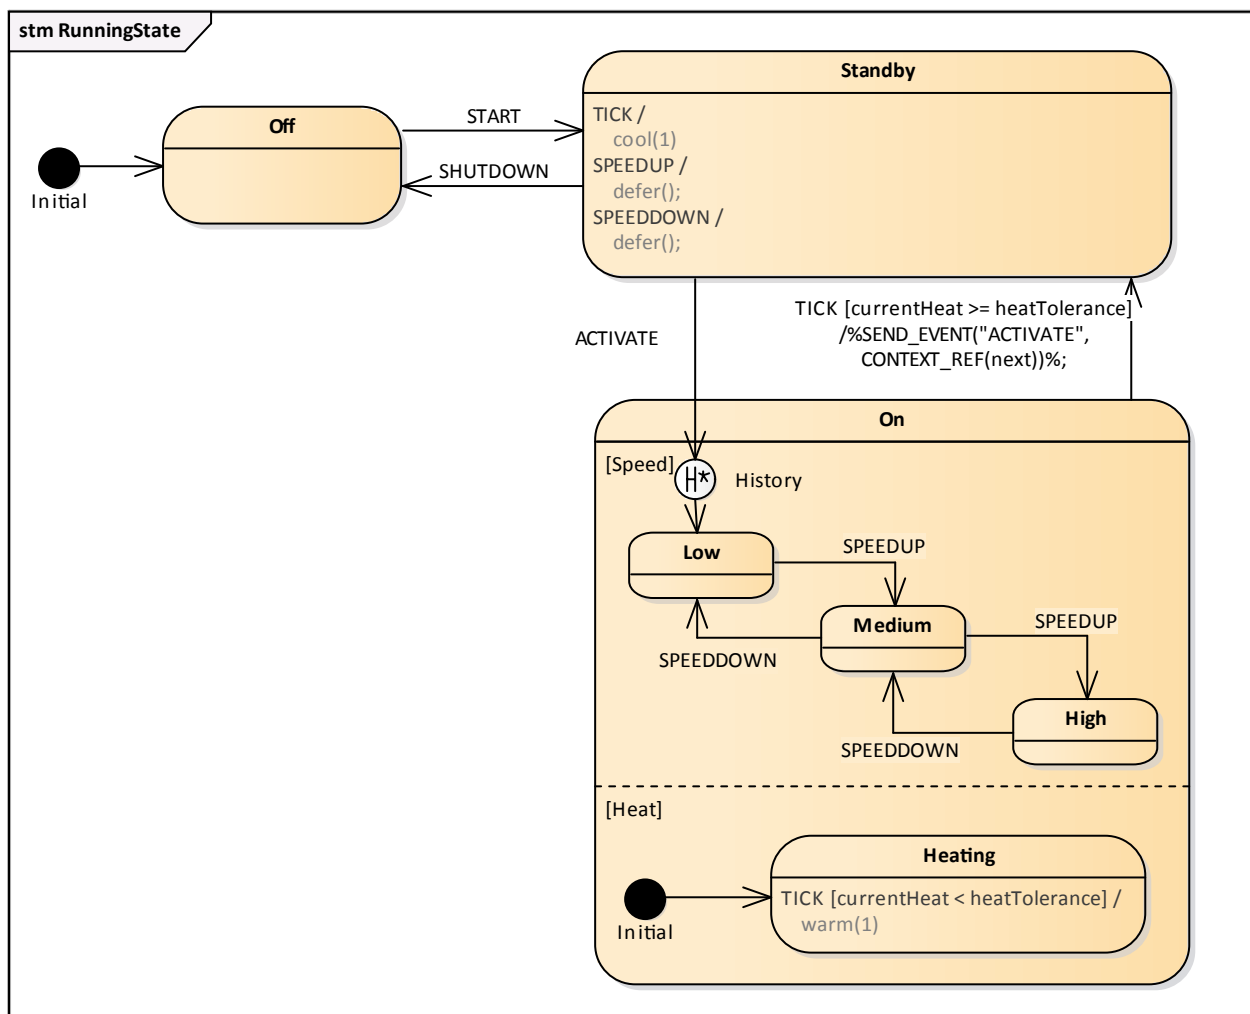 stm RunningState
Standby
Off
START
TICK /
cool(1)
SPEEDUP /
defer();
SPEEDDOWN /
defer();
SHUTDOWN
Initial
ACTIVATE
TICK [currentHeat >= heatTolerance]
/%SEND_EVENT("ACTIVATE",
CONTEXT_REF(next))%;
On
[Speed]
H*
History
Low
SPEEDUP
Medium
SPEEDUP
SPEEDDOWN
High
SPEEDDOWN
[Heat]
Heating
TICK [currentHeat < heatTolerance] /
warm(1)
Initial